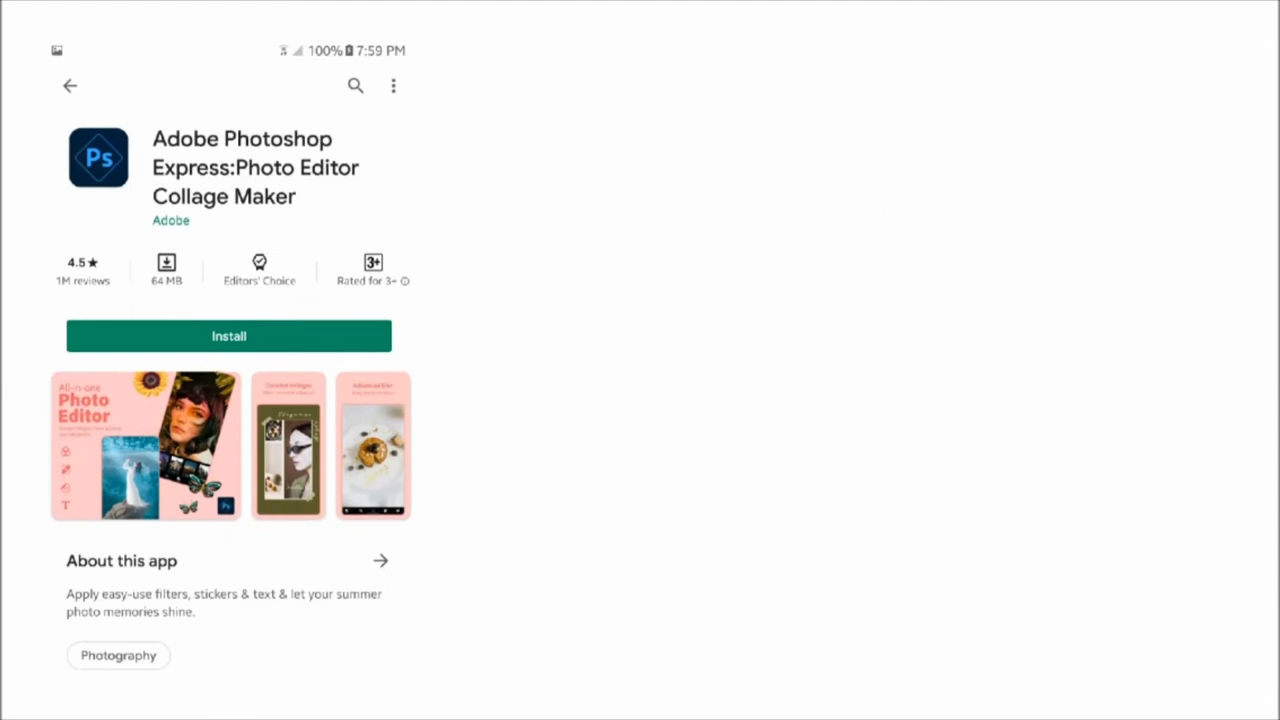 100% 7:59 PM
Ps
Adobe Photoshop
Express:Photo Editor
Collage Maker
Adobe
4.5★
1M reviews
64 MB
Editors' Choice
3+
Rated for 3+
Install
All-in-one
Photo
Editor
T
Ps
About this app
Apply easy-use filters, stickers & text & let your summer
photo memories shine.
Photography